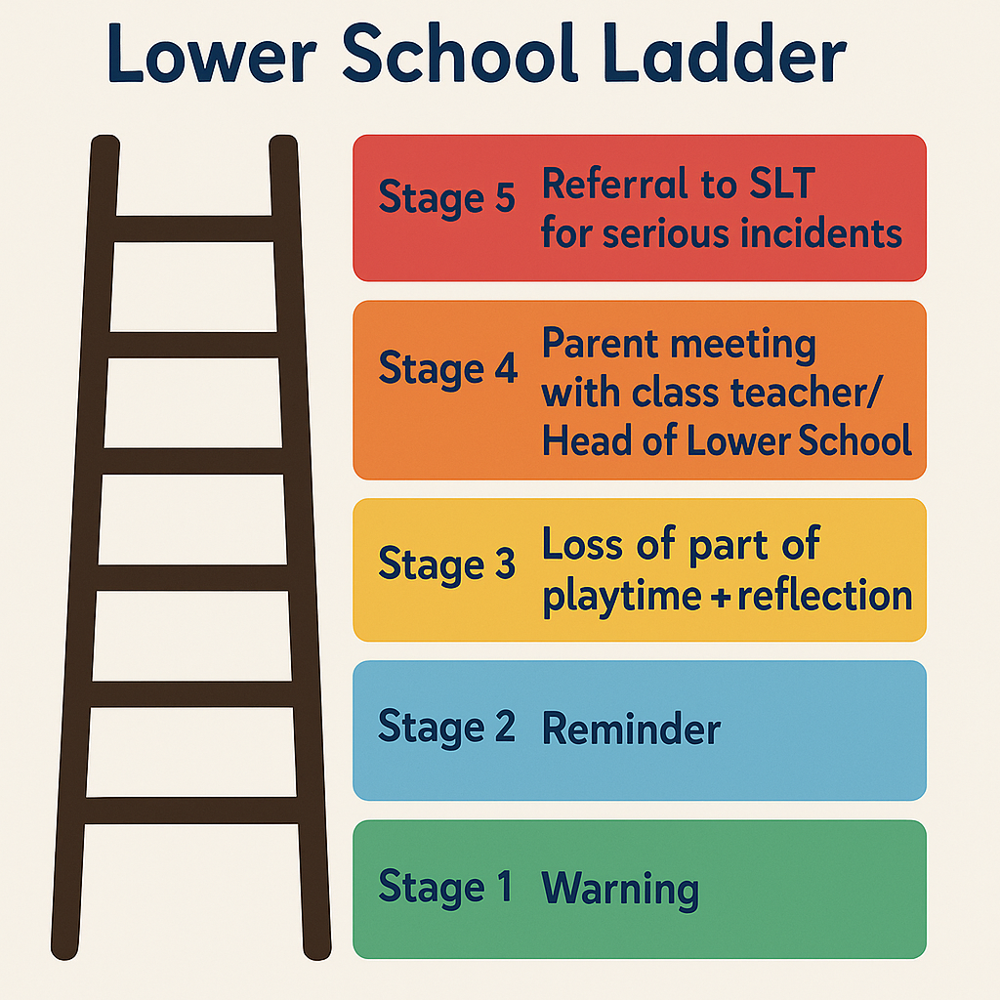 Lower School Ladder
Stage 5
Referral to SLT
for serious incidents
Stage 4
Parent meeting
with class teacher/
Head of Lower School
Stage 3
Loss of part of
playtime + reflection
Stage 2
Reminder
Stage 1
Warning